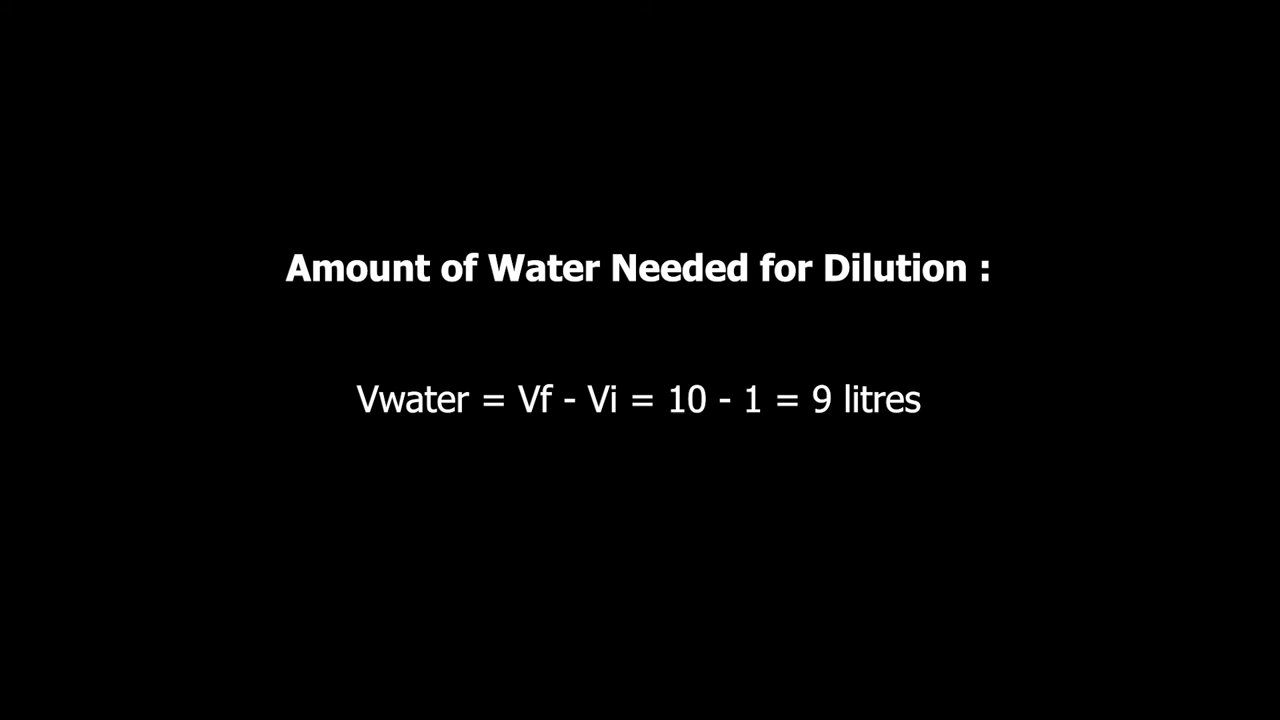 Amount of Water Needed for Dilution :
Vwater = Vf - Vi = 10 - 1 = 9 litres